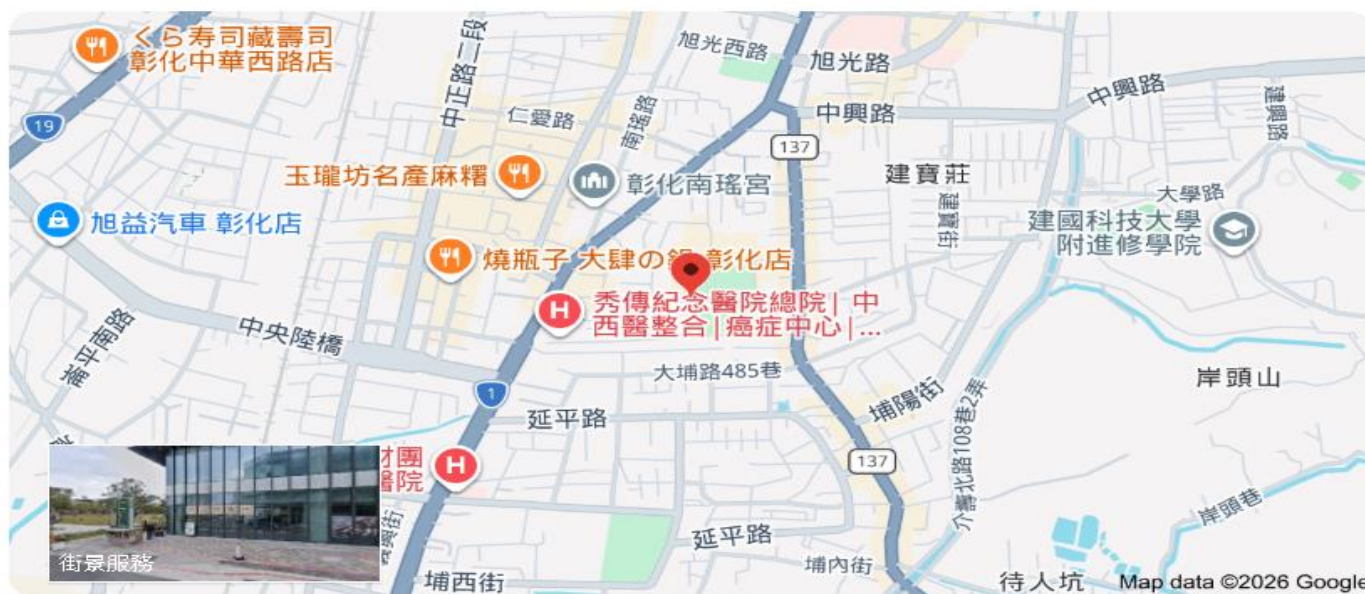 くら寿司藏壽司
彰化中華西路店
旭光西路
旭光路
中正路二段
中興路
中興路
19
仁愛路
南瑤路
建興路
137
玉瓏坊名產麻糬
彰化南瑤宮
建寶莊
大學路
建寶街
旭益汽車 彰化店
建國科技大學
附進修學院
燒瓶子 大肆の鍋 彰化店
秀傳紀念醫院總院| 中
西醫整合|癌症中心|...
中央陸橋
崙平南路
大埔路485巷
岸頭山
1
埔陽街
延平路
介壽北路108巷2弄
財團
醫院
137
岸頭巷
延平路
街景服務
埔內街
埔西街
待人坑
Map data ©2026 Google